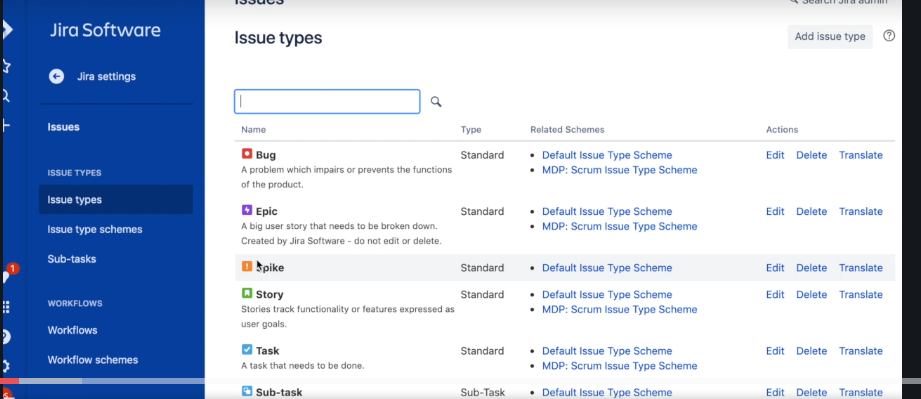 Issues
Search Jira admin
Jira Software
Issue types
Add issue type
Jira settings
Name Type Related Schemes Actions
Issues
Bug Standard Default Issue Type Scheme Edit Delete Translate
A problem which impairs or prevents the functions MDP: Scrum Issue Type Scheme
of the product.
ISSUE TYPES
Issue types
Epic Standard Default Issue Type Scheme Edit Delete Translate
A big user story that needs to be broken down. MDP: Scrum Issue Type Scheme
Created by Jira Software - do not edit or delete.
Issue type schemes
Sub-tasks
Spike Standard Default Issue Type Scheme Edit Delete Translate
1
Story Standard Default Issue Type Scheme Edit Delete Translate
Stories track functionality or features expressed as MDP: Scrum Issue Type Scheme
user goals.
WORKFLOWS
Workflows
Workflow schemes
Task Standard Default Issue Type Scheme Edit Delete Translate
A task that needs to be done. MDP: Scrum Issue Type Scheme
Sub-task Sub-Task Default Issue Type Scheme Edit Delete Translate